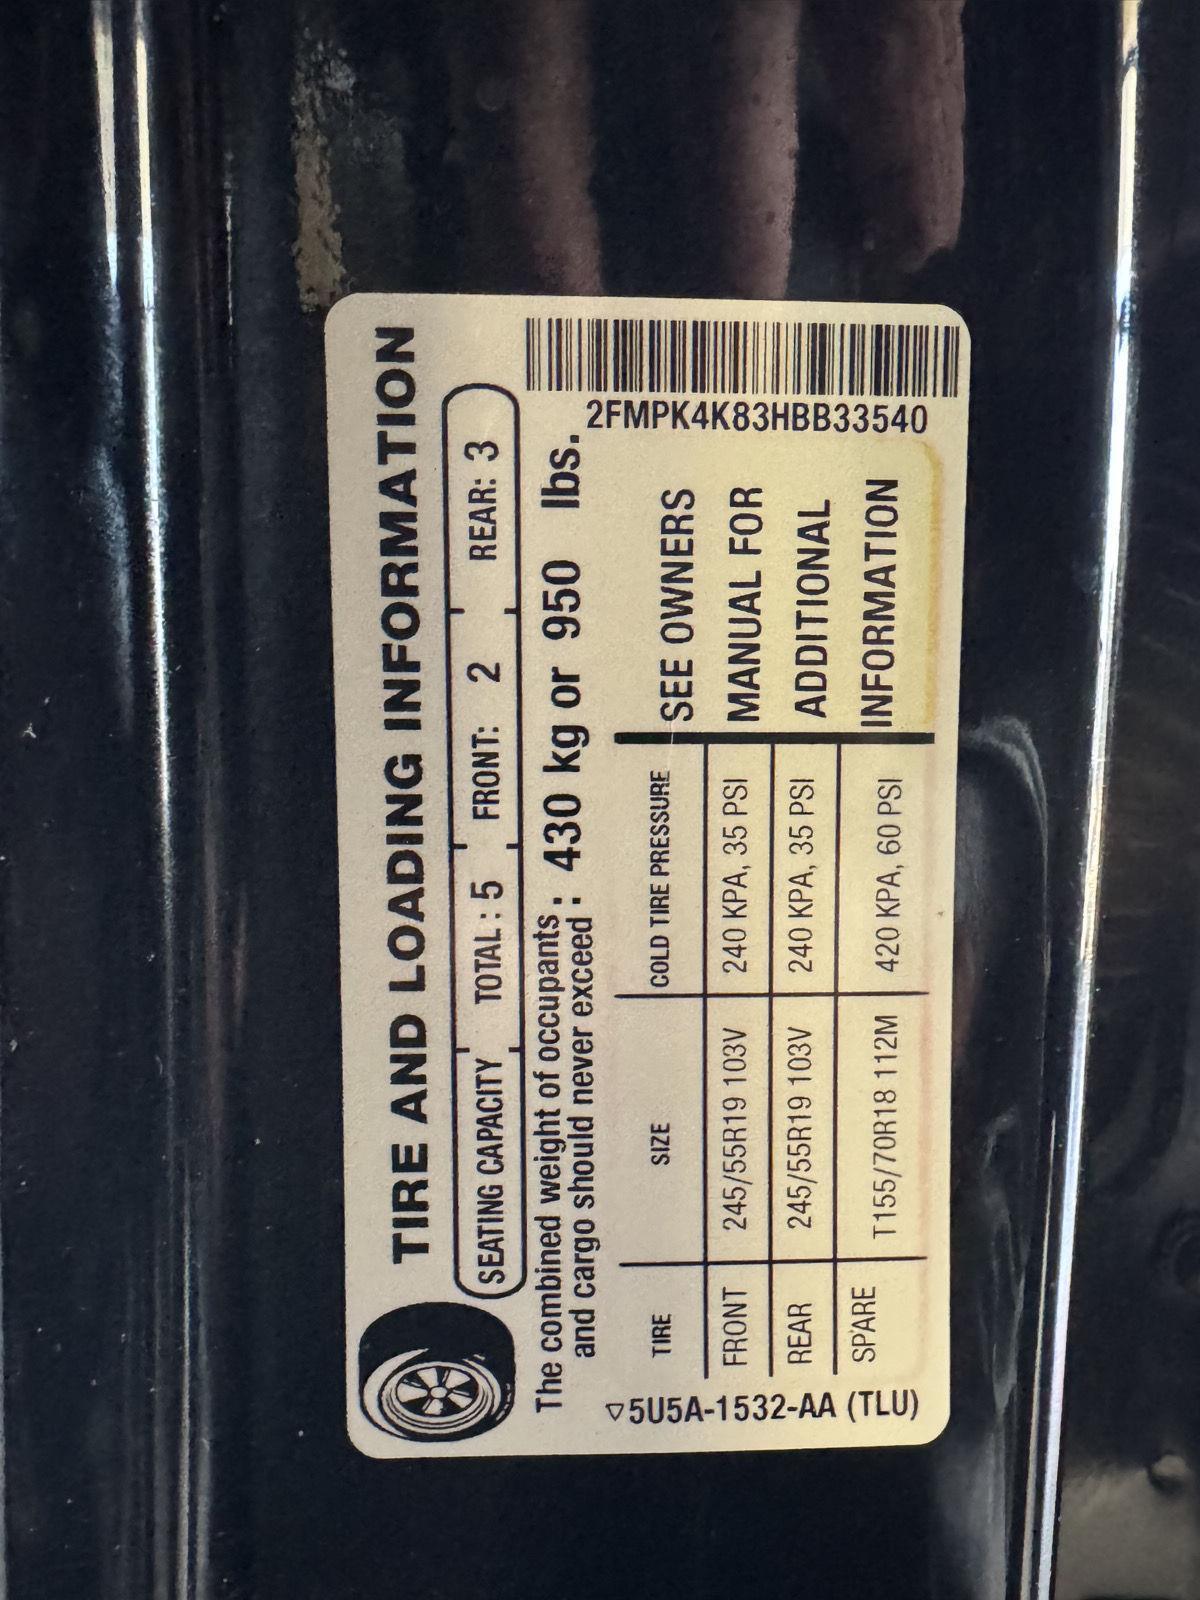 TIRE AND LOADING INFORMATION
SEATING CAPACITY TOTAL : 5 FRONT: 2 REAR: 3
The combined weight of occupants
and cargo should never exceed : 430 kg or 950 lbs.
2FMPK4K83HBB33540
TIRE SIZE COLD TIRE PRESSURE
FRONT 245/55R19 103V 240 KPA, 35 PSI
REAR 245/55R19 103V 240 KPA, 35 PSI
SPARE T155/70R18 112M 420 KPA, 60 PSI
SEE OWNERS
MANUAL FOR
ADDITIONAL
INFORMATION
▽5U5A-1532-AA (TLU)